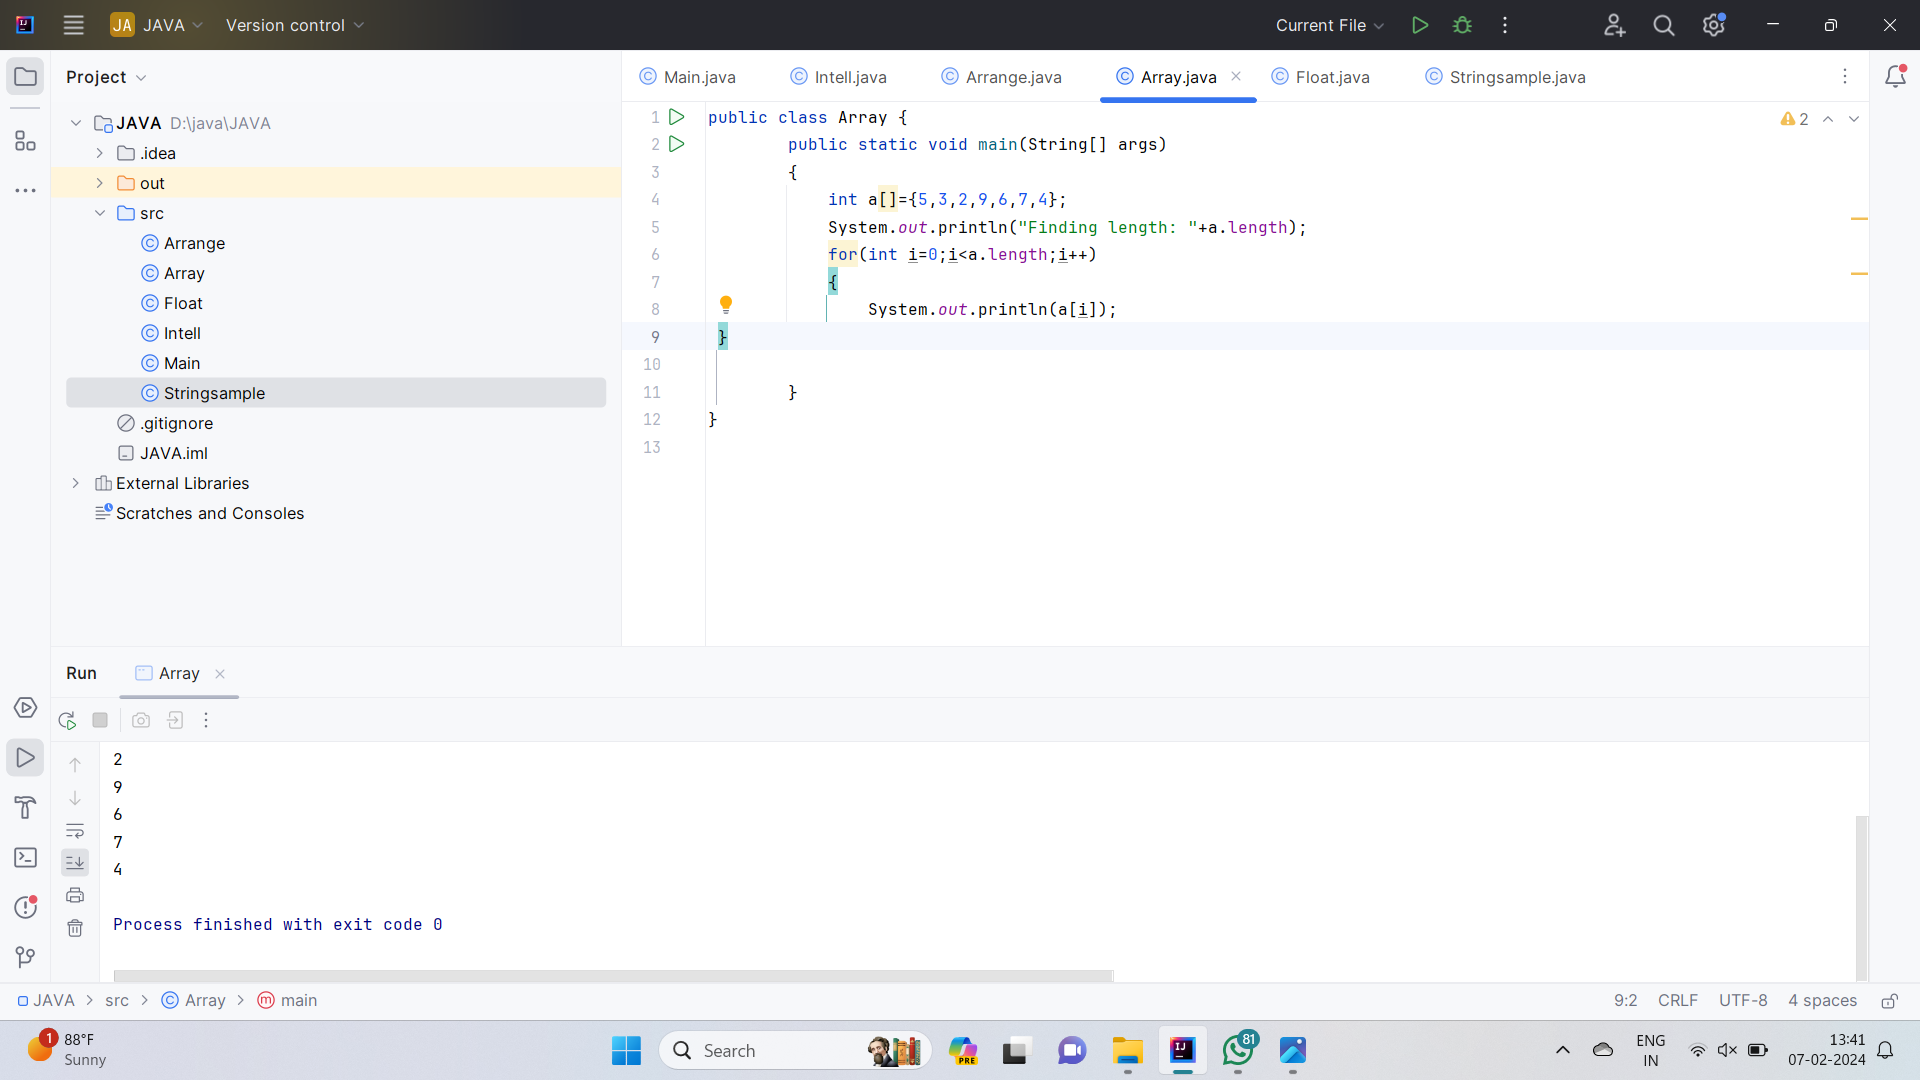 JA JAVA Version control Current File
Project
Main.java Intell.java Arrange.java Array.java Float.java Stringsample.java
JAVA D:\java\JAVA
.idea
out
src
Arrange
Array
Float
Intell
Main
Stringsample
.gitignore
JAVA.iml
External Libraries
Scratches and Consoles
2
1 public class Array {
2 public static void main(String[] args)
3 {
4 int a[]={5,3,2,9,6,7,4};
5 System.out.println("Finding length: "+a.length);
6 for(int i=0;i<a.length;i++)
7 {
8 System.out.println(a[i]);
9 }
10
11 }
12 }
13
Run Array
2
9
6
7
4
Process finished with exit code 0
JAVA > src > Array > main 9:2 CRLF UTF-8 4 spaces
1 88°F
Sunny
Search
PRE
81
ENG
IN
13:41
07-02-2024